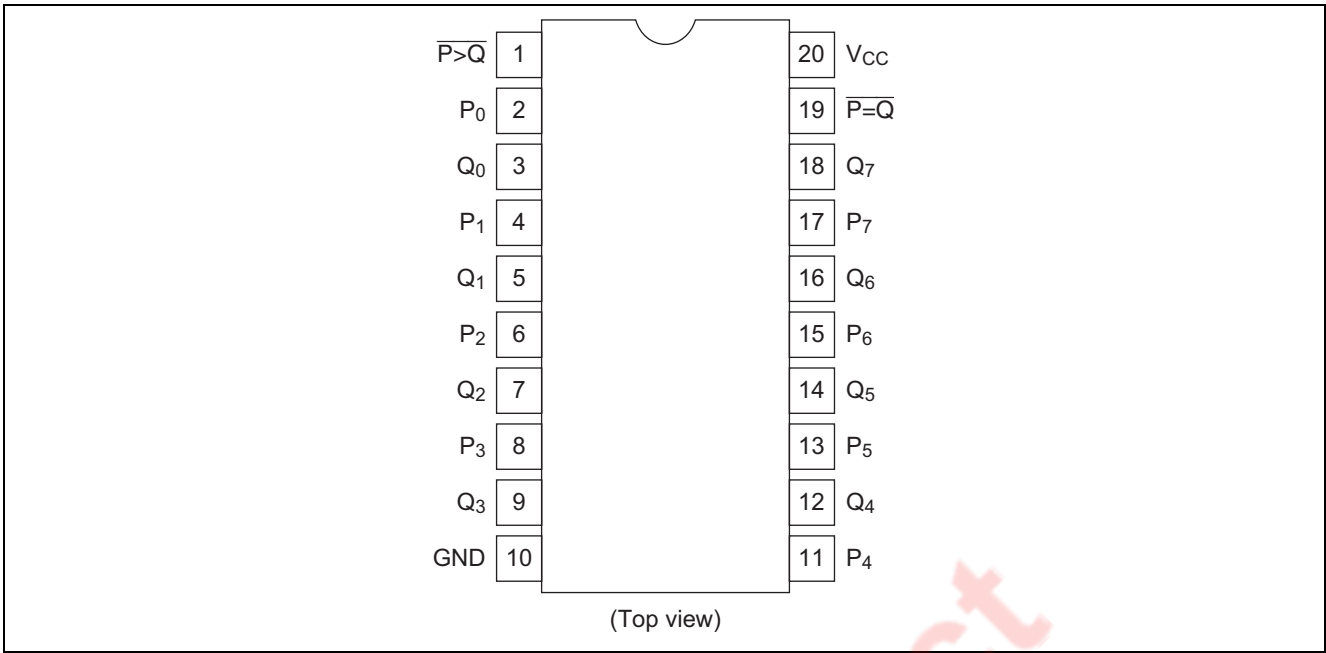 P>Q 1 20 VCC
P0 2 19 P=Q
Q0 3 18 Q7
P1 4 17 P7
Q1 5 16 Q6
P2 6 15 P6
Q2 7 14 Q5
P3 8 13 P5
Q3 9 12 Q4
GND 10 11 P4
(Top view)
ct